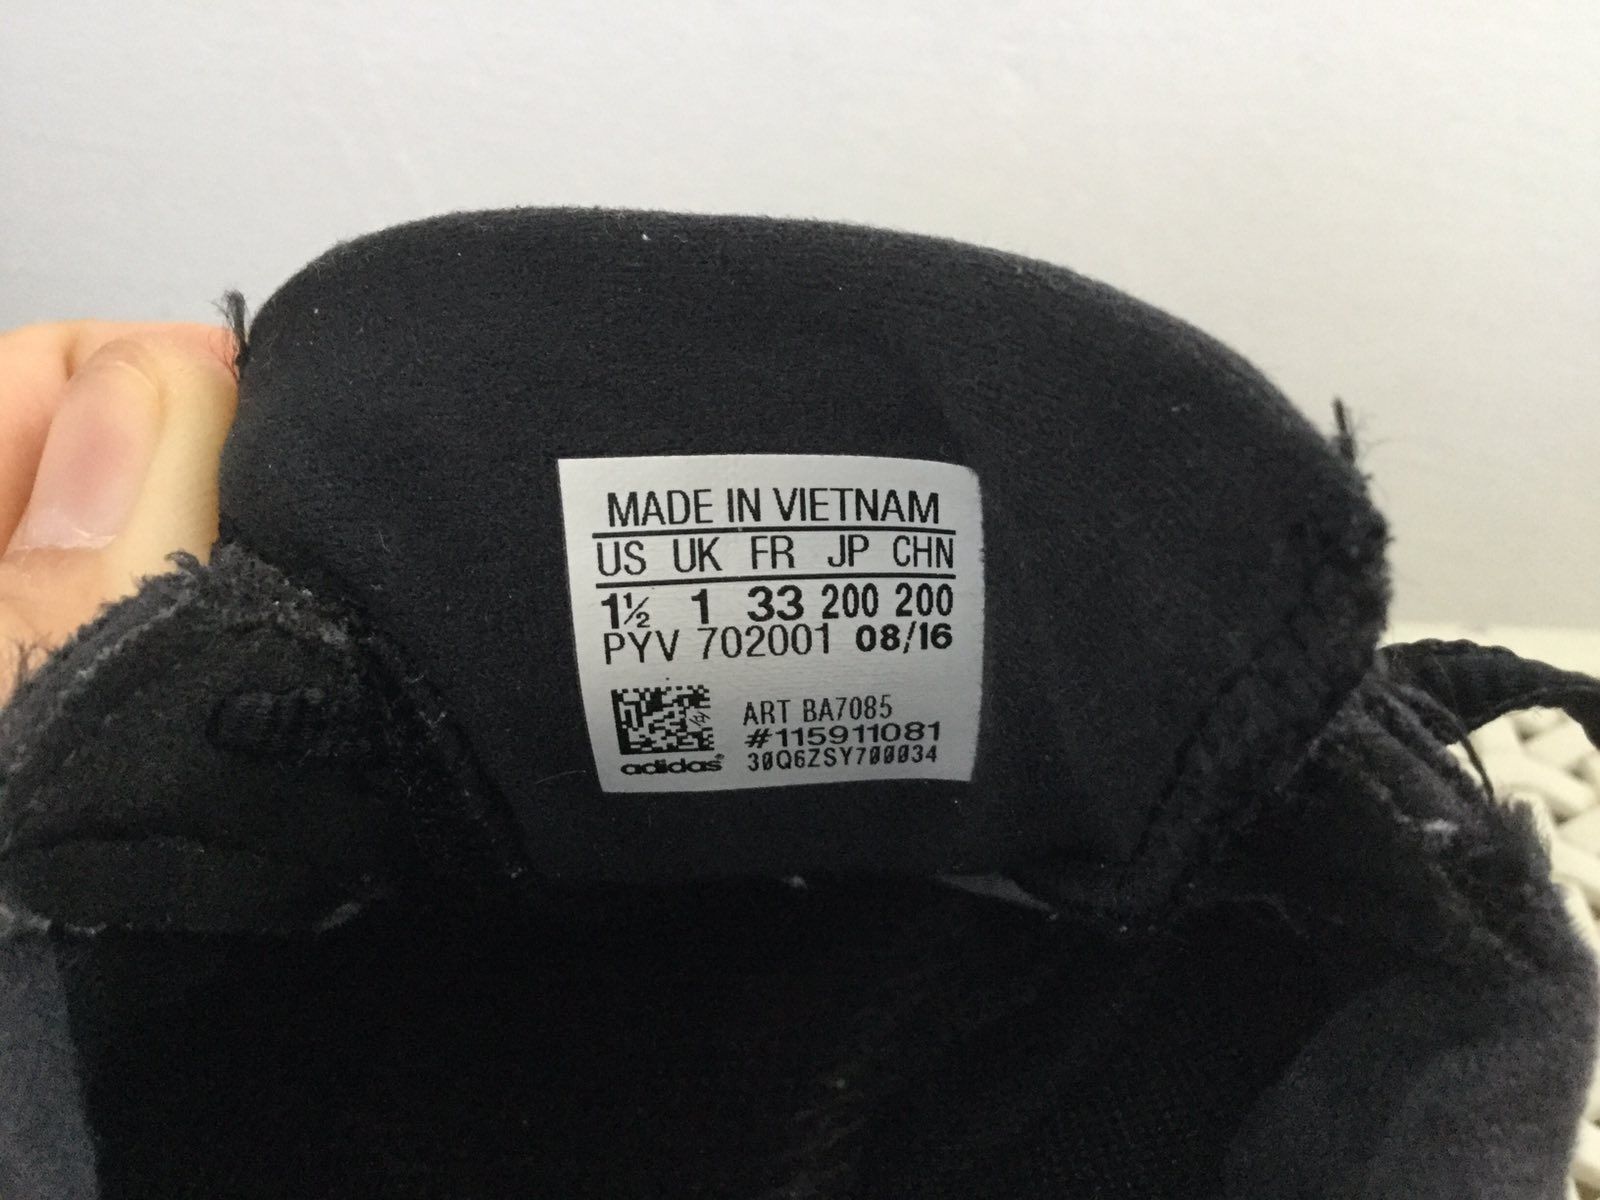 MADE IN VIETNAM
US UK FR JP CHN
1½ 1 33 200 200
PYV 702001 08/16
ART BA7085
#115911081
adidas 30Q6ZSY700034